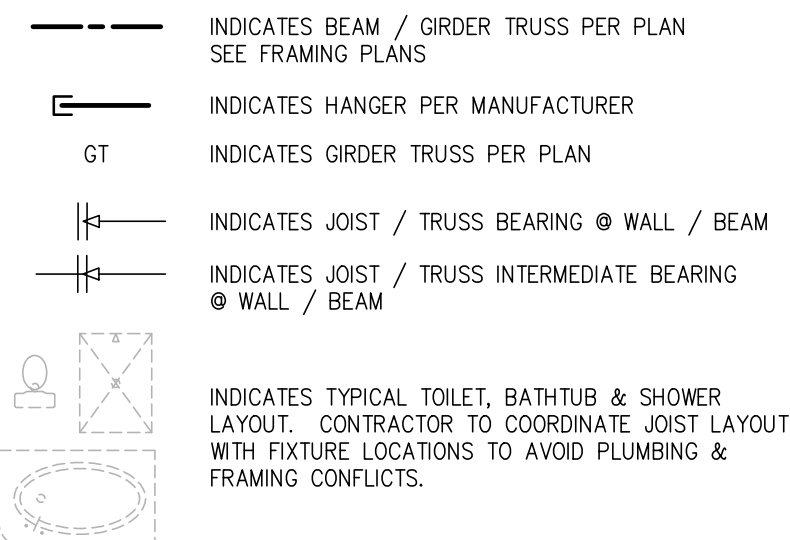 INDICATES BEAM / GIRDER TRUSS PER PLAN
SEE FRAMING PLANS
INDICATES HANGER PER MANUFACTURER
GT INDICATES GIRDER TRUSS PER PLAN
INDICATES JOIST / TRUSS BEARING @ WALL / BEAM
INDICATES JOIST / TRUSS INTERMEDIATE BEARING
@ WALL / BEAM
INDICATES TYPICAL TOILET, BATHTUB & SHOWER
LAYOUT. CONTRACTOR TO COORDINATE JOIST LAYOUT
WITH FIXTURE LOCATIONS TO AVOID PLUMBING &
FRAMING CONFLICTS.